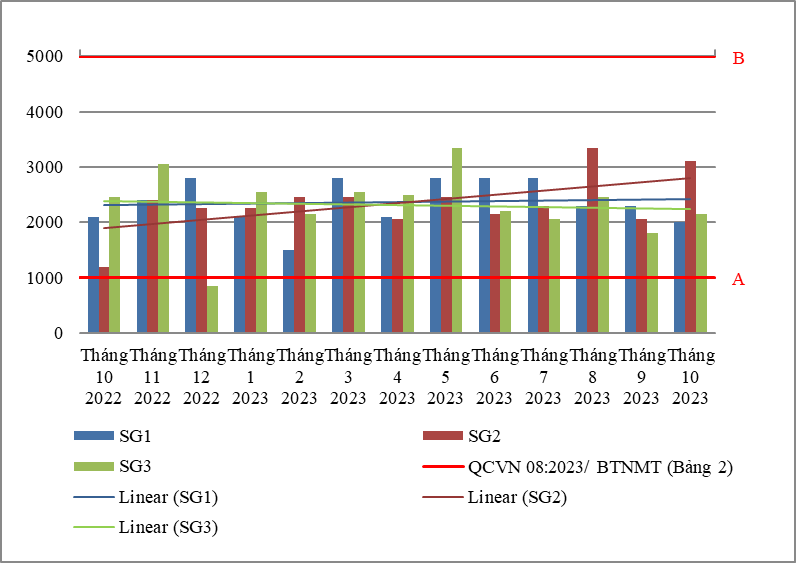 5000
B
4000
3000
2000
1000
A
0
Tháng Tháng Tháng Tháng Tháng Tháng Tháng Tháng Tháng Tháng Tháng Tháng Tháng
10 11 12 1 2 3 4 5 6 7 8 9 10
2022 2022 2022 2023 2023 2023 2023 2023 2023 2023 2023 2023 2023
SG1 SG2
SG3 QCVN 08:2023/ BTNMT (Bảng 2)
Linear (SG1) Linear (SG2)
Linear (SG3)